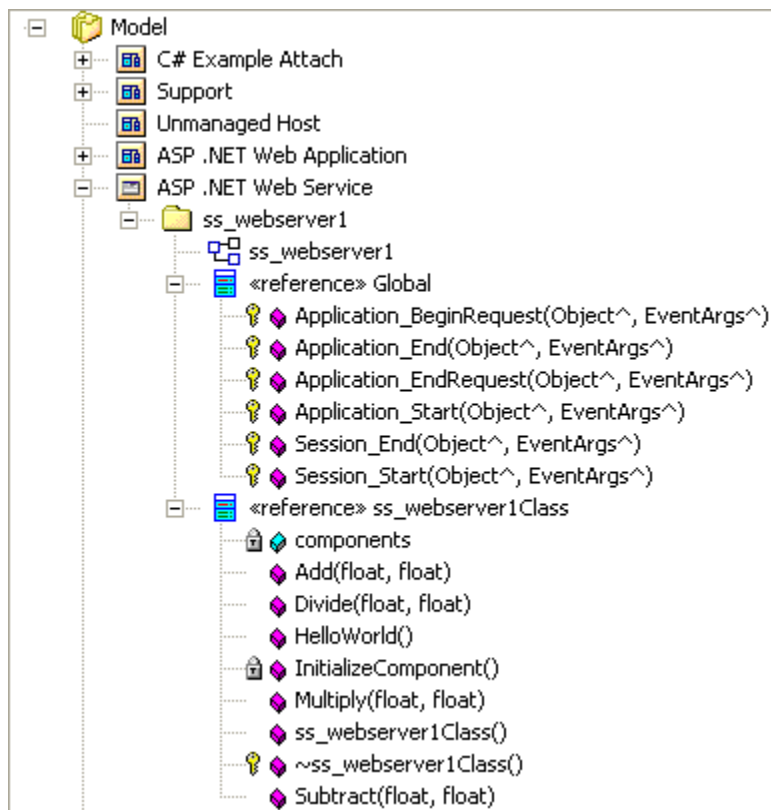 Model
C# Example Attach
Support
Unmanaged Host
ASP .NET Web Application
ASP .NET Web Service
ss_webserver1
ss_webserver1
«reference» Global
Application_BeginRequest(Object^, EventArgs^)
Application_End(Object^, EventArgs^)
Application_EndRequest(Object^, EventArgs^)
Application_Start(Object^, EventArgs^)
Session_End(Object^, EventArgs^)
Session_Start(Object^, EventArgs^)
«reference» ss_webserver1Class
components
Add(float, float)
Divide(float, float)
HelloWorld()
InitializeComponent()
Multiply(float, float)
ss_webserver1Class()
~ss_webserver1Class()
Subtract(float, float)